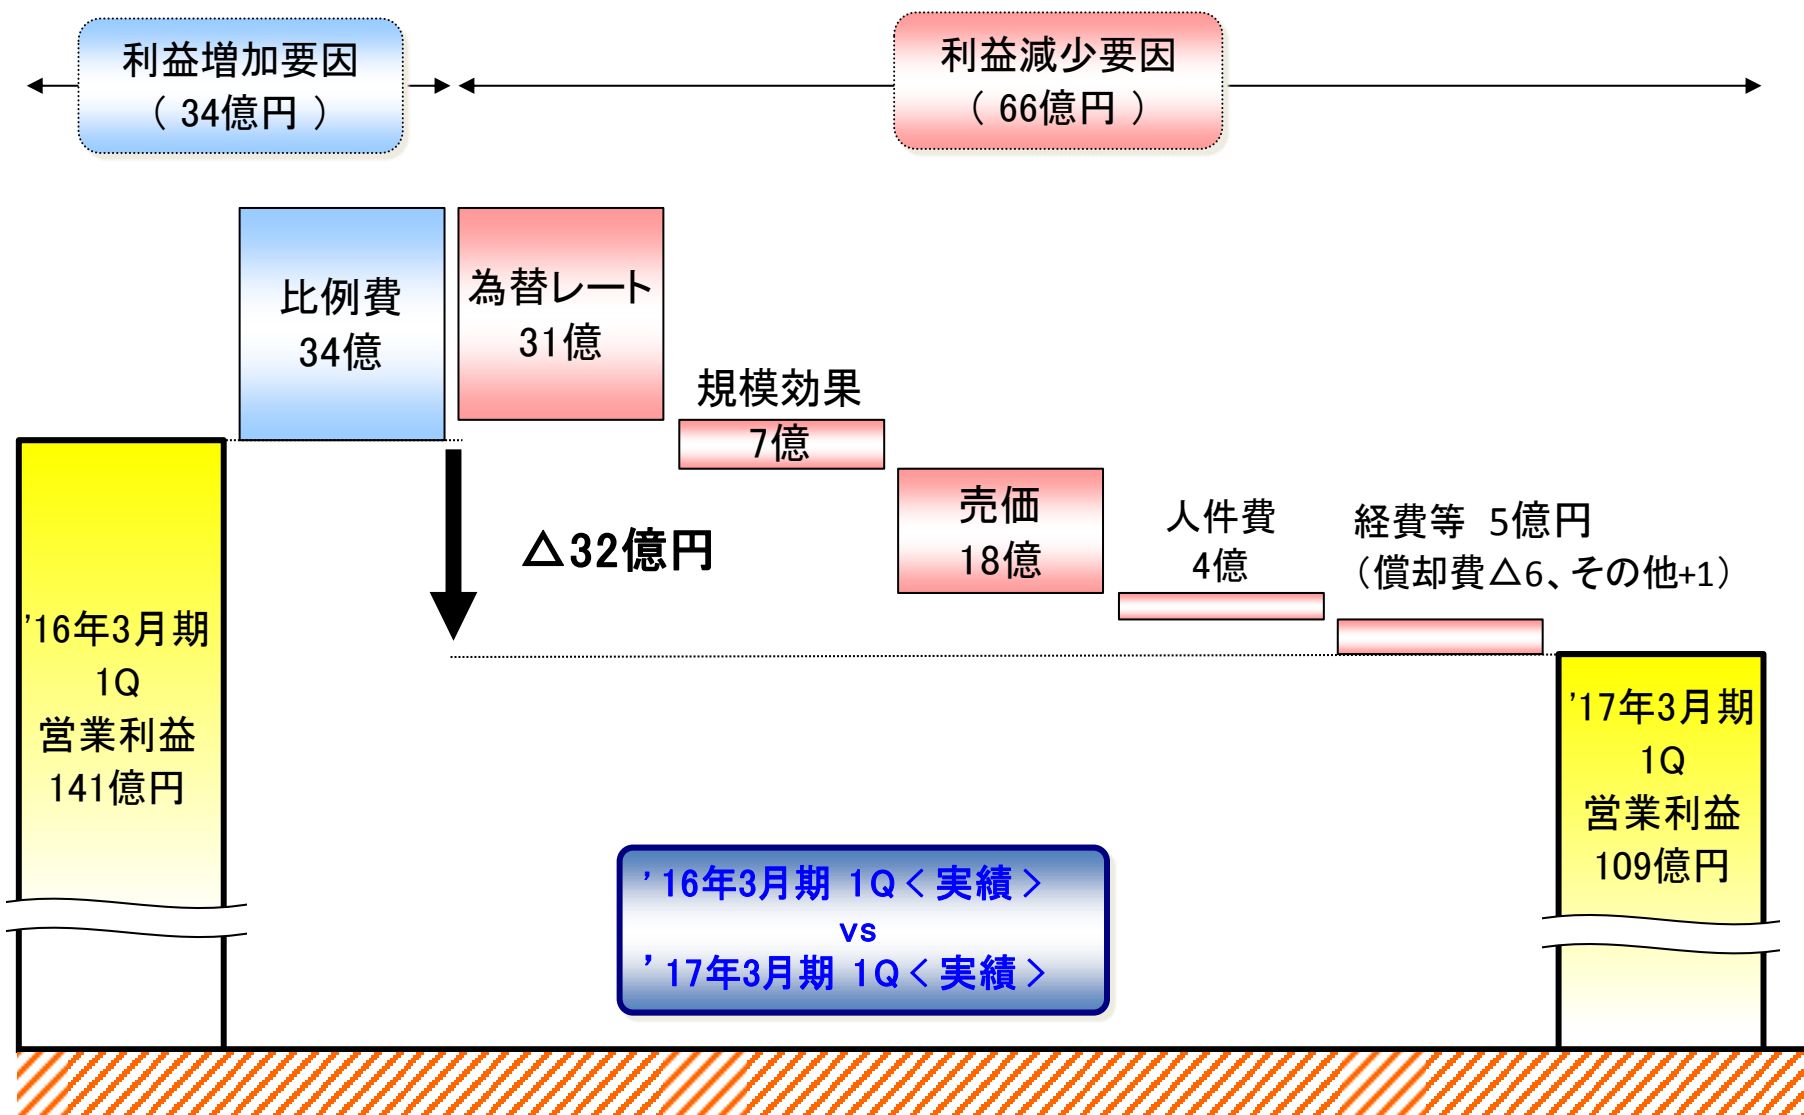 利益増加要因
（ 34億円 ）
利益減少要因
（ 66億円 ）
比例費
34億
為替レート
31億
規模効果
7億
売価
18億
人件費
4億
経費等 5億円
（償却費△6、その他+1）
△32億円
’16年3月期
1Q
営業利益
141億円
’17年3月期
1Q
営業利益
109億円
’16年3月期 1Q＜実績＞
vs
’17年3月期 1Q＜実績＞